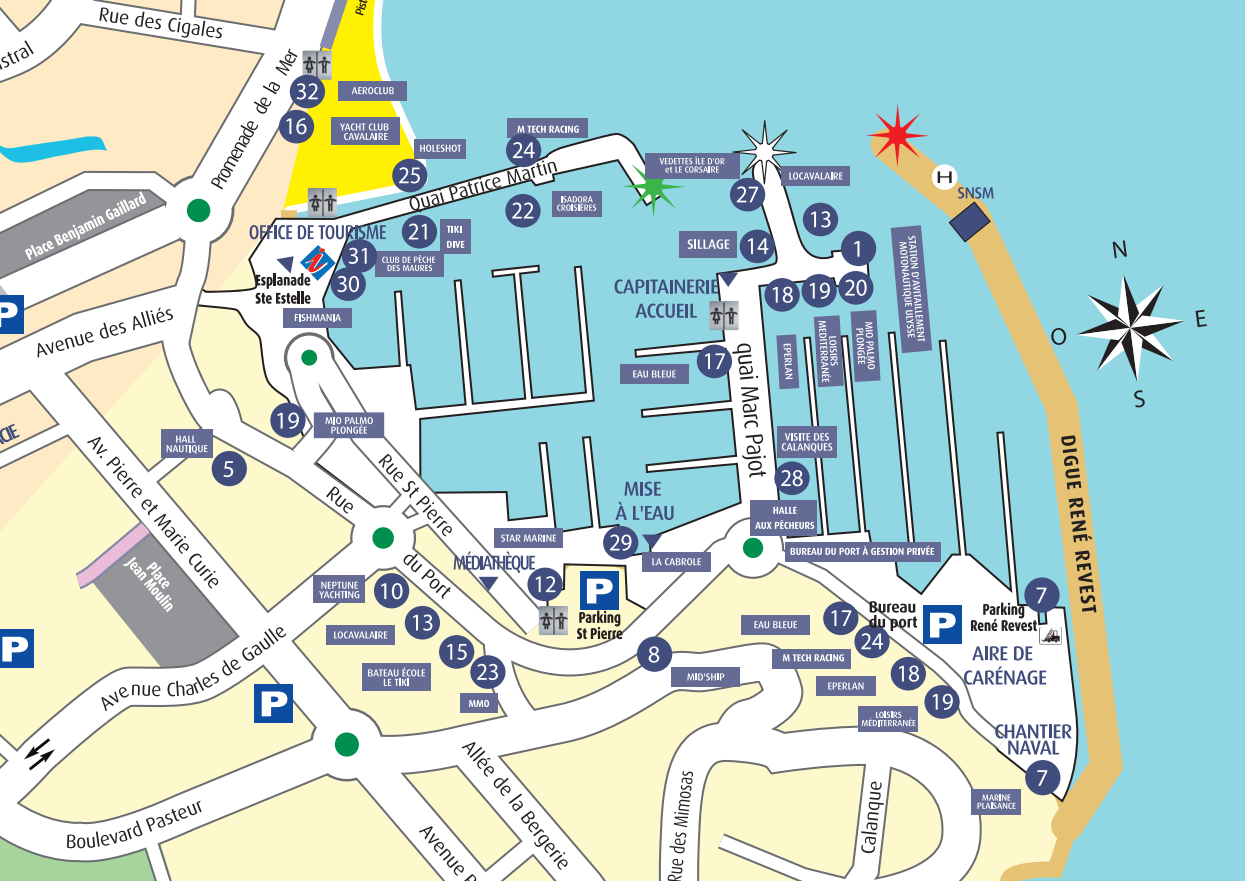 Rue des Cigales
Promenade de la Mer
32
AEROCLUB
16
YACHT CLUB
CAVALAIRE
HOLESHOT
25
M TECH RACING
24
Quai Patrice Martin
22
ISADORA
CROISIÈRES
21
TIKI
DIVE
VEDETTES ÎLE D'OR
et LE CORSAIRE
27
LOCAVALAIRE
13
SILLAGE
14
1
H
SNSM
Place Benjamin Gaillard
OFFICE DE TOURISME
31
CLUB DE PÊCHE
DES MAURES
30
Esplanade
Ste Estelle
FISHMANIA
CAPITAINERIE
ACCUEIL
18
19
20
STATION D'AVITAILLEMENT
MOTONAUTIQUE ULYSSE
N
E
O
S
P
Avenue des Alliés
EAU BLEUE
17
quai Marc Pajot
EPERLAN
LOISIRS
MEDITERRANÉE
MIO PALMO
PLONGÉE
19
MIO PALMO
PLONGÉE
HALL
NAUTIQUE
5
VISITE DES
CALANQUES
28
HALLE
AUX PÊCHEURS
DIGUE RENÉ REVEST
Av. Pierre et Marie Curie
Rue
du Port
Rue St Pierre
MISE
À L'EAU
STAR MARINE
29
LA CABROLE
BUREAU DU PORT À GESTION PRIVÉE
MÉDIATHÈQUE
12
P
Parking
St Pierre
Place
Jean Moulin
NEPTUNE
YACHTING
10
LOCAVALAIRE
13
BATEAU ÉCOLE
LE TIKI
15
23
MMO
8
MID'SHIP
EAU BLEUE
17
Bureau
du port
P
Parking
René Revest
7
M TECH RACING
24
EPERLAN
18
LOISIRS
MÉDITERRANÉE
19
AIRE DE
CARÉNAGE
CHANTIER
NAVAL
7
MARINE
PLAISANCE
P
Avenue Charles de Gaulle
P
Boulevard Pasteur
Allée de la Bergerie
Rue des Mimosas
Calanque